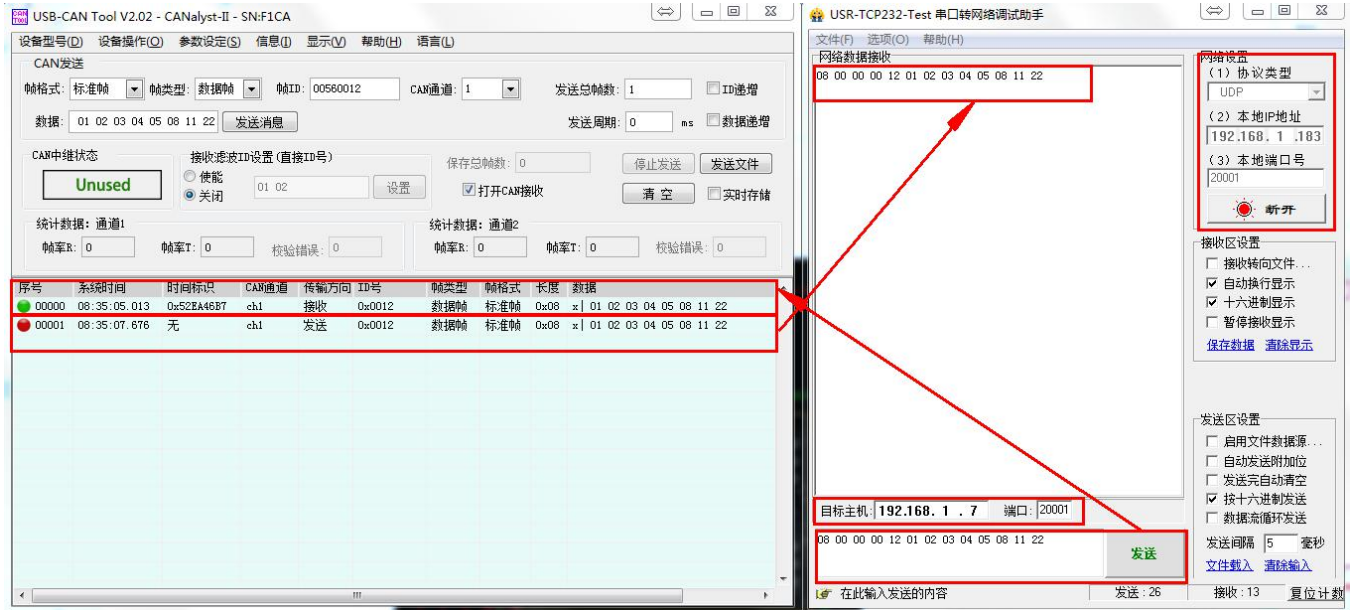 USB-CAN Tool V2.02 - CANalyst-II - SN:F1CA
设备型号(D) 设备操作(O) 参数设定(S) 信息(I) 显示(V) 帮助(H) 语言(L)
CAN发送
帧格式: 标准帧 帧类型: 数据帧 帧ID: 00560012 CAN通道: 1 发送总帧数: 1 ID递增
数据: 01 02 03 04 05 08 11 22 发送消息 发送周期: 0 ms 数据递增
CAN中继状态 接收滤波ID设置(直接ID号) 保存总帧数: 0 停止发送 发送文件
Unused 使能 关闭 01 02 设置 打开CAN接收 清 空 实时存储
统计数据: 通道1 统计数据: 通道2
帧率R: 0 帧率T: 0 校验错误: 0 帧率R: 0 帧率T: 0 校验错误: 0
序号 系统时间 时间标识 CAN通道 传输方向 ID号 帧类型 帧格式 长度 数据
00000 08:35:05.013 0x52EA46B7 ch1 接收 0x0012 数据帧 标准帧 0x08 x| 01 02 03 04 05 08 11 22
00001 08:35:07.676 无 ch1 发送 0x0012 数据帧 标准帧 0x08 x| 01 02 03 04 05 08 11 22
USR-TCP232-Test 串口转网络调试助手
文件(F) 选项(O) 帮助(H)
网络数据接收
08 00 00 00 12 01 02 03 04 05 08 11 22
网络设置
(1) 协议类型
UDP
(2) 本地IP地址
192.168. 1 .183
(3) 本地端口号
20001
断开
接收区设置
接收转向文件...
自动换行显示
十六进制显示
暂停接收显示
保存数据 清除显示
发送区设置
启用文件数据源...
自动发送附加位
发送完自动清空
按十六进制发送
数据流循环发送
发送间隔 5 毫秒
文件载入 清除输入
目标主机: 192.168. 1 . 7 端口: 20001
08 00 00 00 12 01 02 03 04 05 08 11 22
发送
在此输入发送的内容 发送 : 26 接收 : 13 复位计数